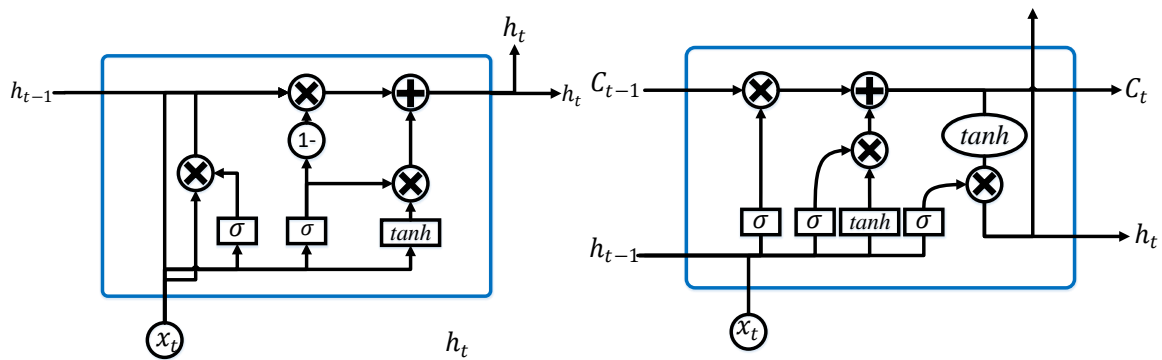 h_t
h_{t-1}
h_t
1-
σ
σ
tanh
x_t
h_t
C_{t-1}
C_t
tanh
σ
σ
tanh
σ
h_{t-1}
h_t
x_t